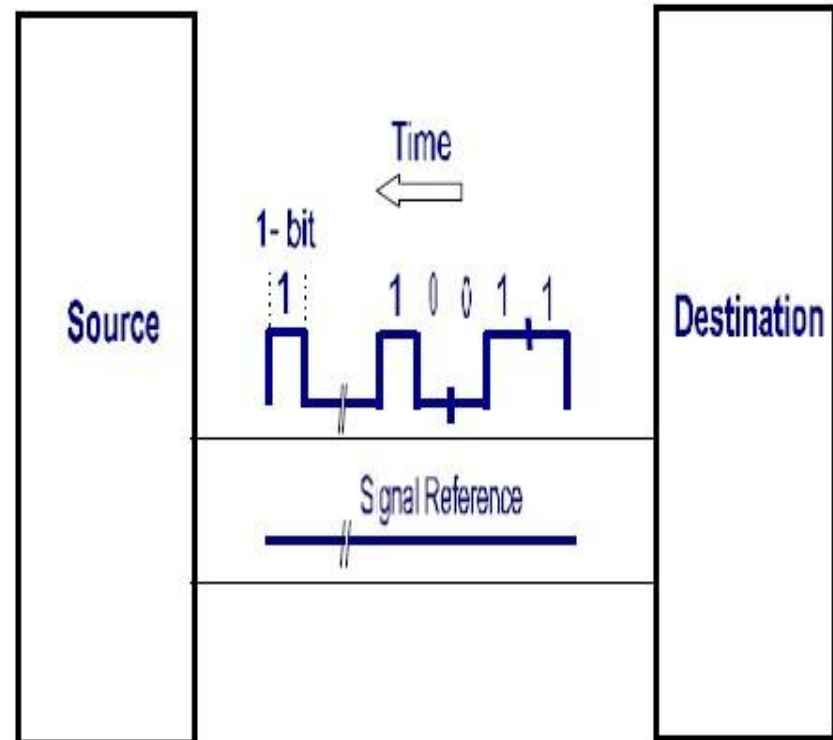 Time
1- bit
1
1 0 0 1 1
Source
Destination
Signal Reference